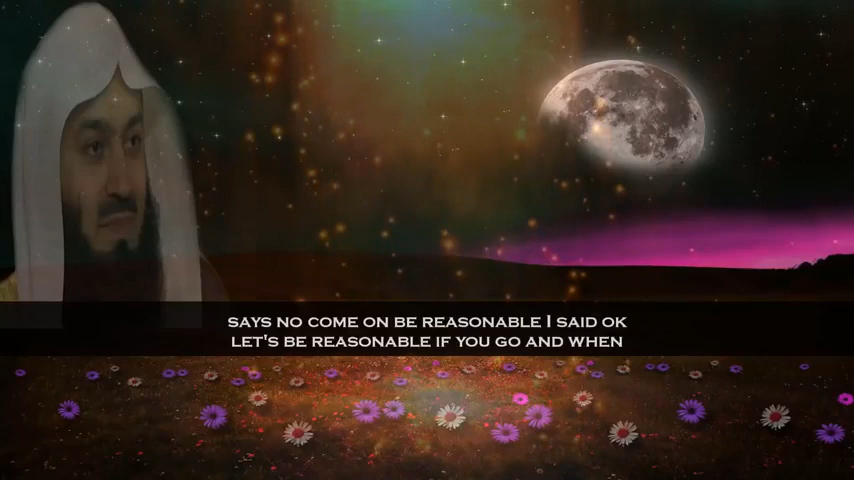 SAYS NO COME ON BE REASONABLE I SAID OK
LET'S BE REASONABLE IF YOU GO AND WHEN